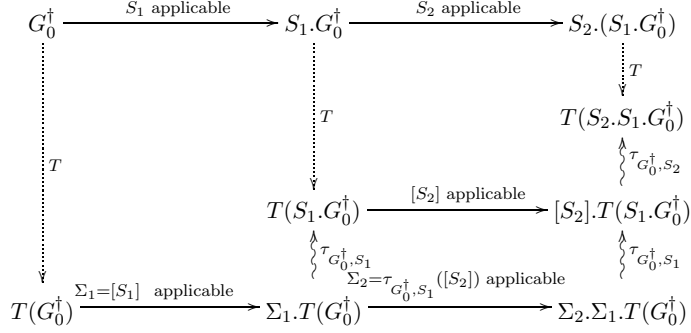 G_0^† S_1 applicable S_1.G_0^† S_2 applicable S_2.(S_1.G_0^†)
T
T(S_2.S_1.G_0^†)
T T
τ_{G_0^†,S_2}
T(S_1.G_0^†) [S_2] applicable [S_2].T(S_1.G_0^†)
τ_{G_0^†,S_1} τ_{G_0^†,S_1}
T(G_0^†) Σ_1=[S_1] applicable Σ_1.T(G_0^†) Σ_2=τ_{G_0^†,S_1}([S_2]) applicable Σ_2.Σ_1.T(G_0^†)